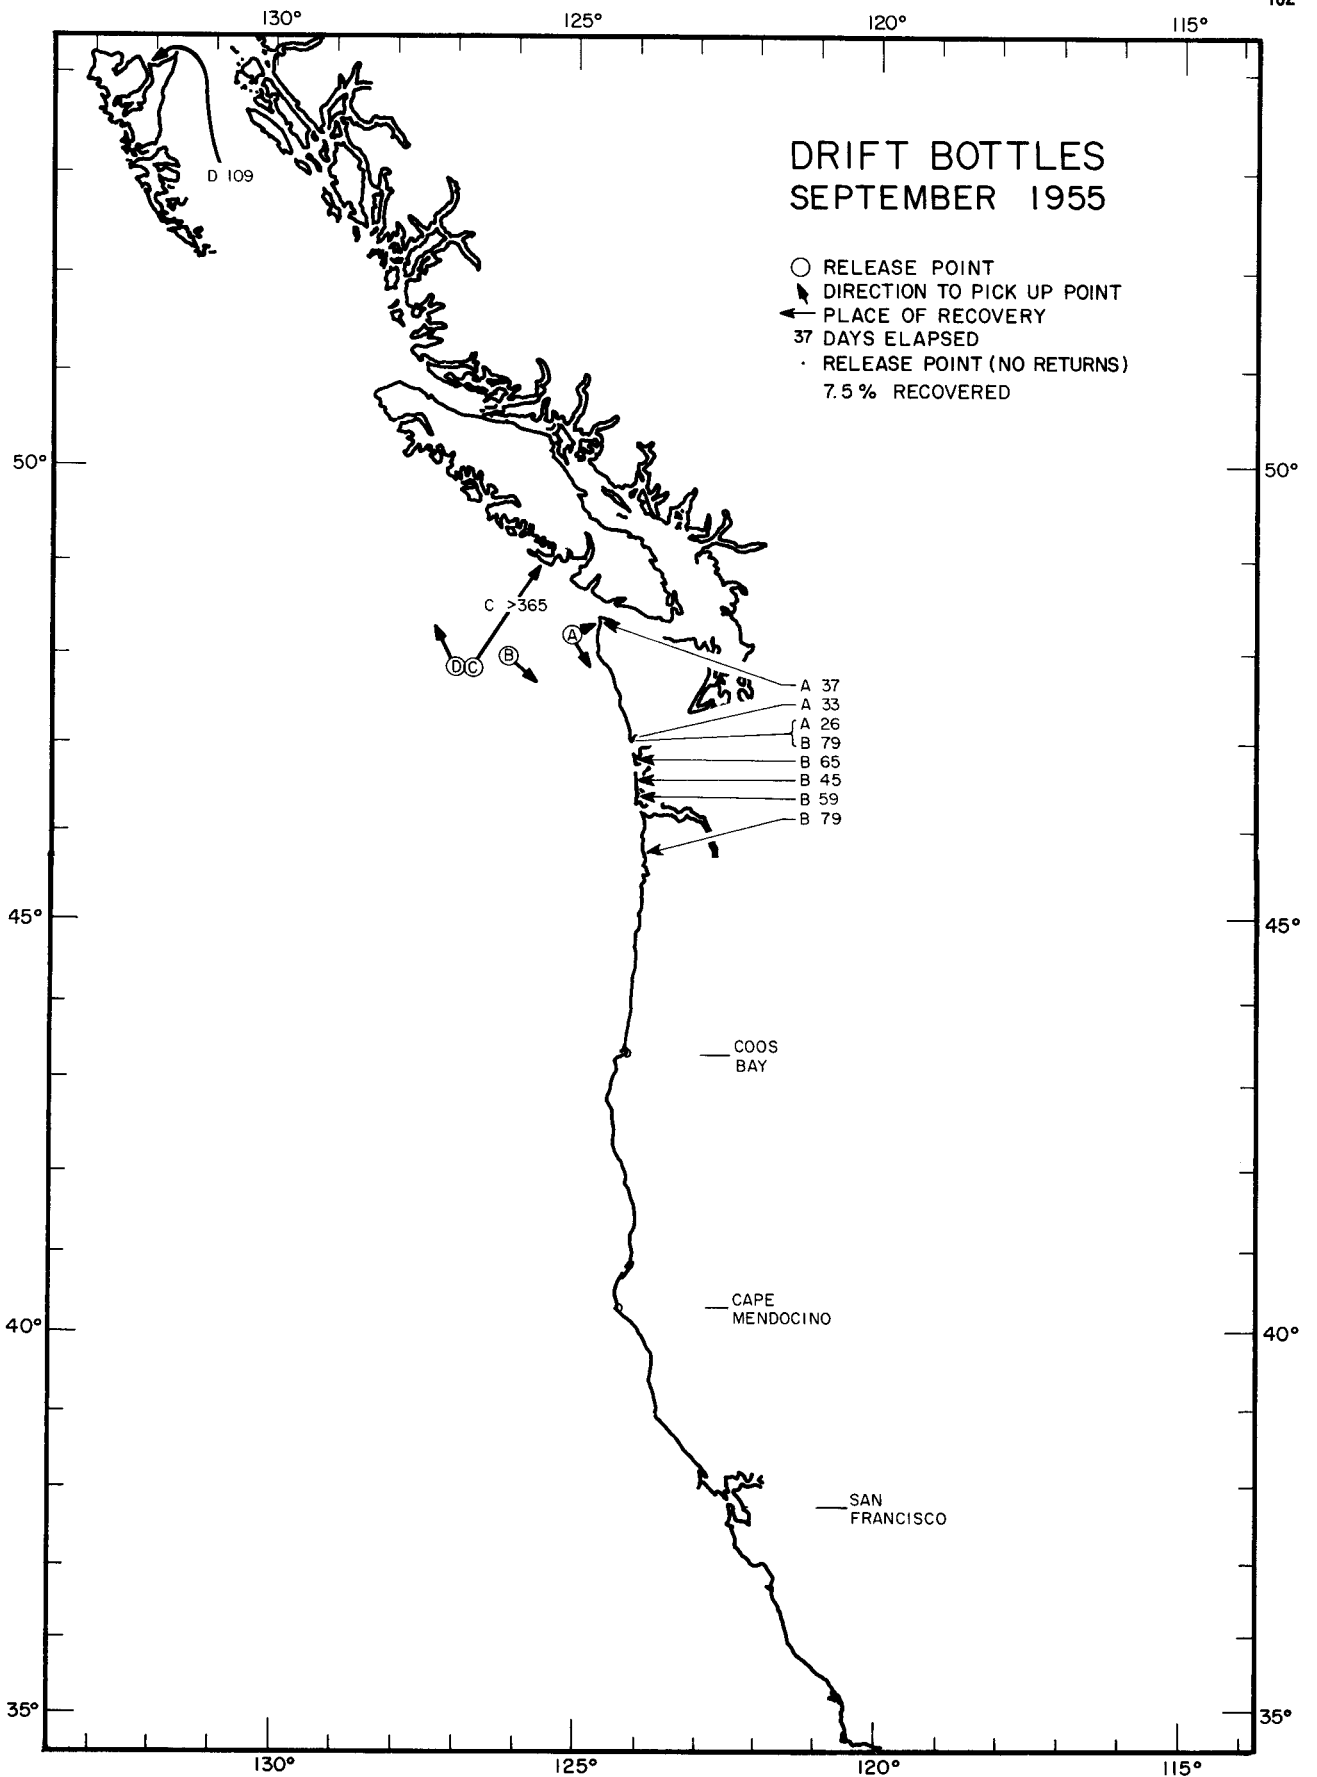 130°
125°
120°
115°
DRIFT BOTTLES
SEPTEMBER 1955
RELEASE POINT
DIRECTION TO PICK UP POINT
PLACE OF RECOVERY
37 DAYS ELAPSED
· RELEASE POINT (NO RETURNS)
7.5 % RECOVERED
D 109
50°
50°
C >365
A
B
D
C
A 37
A 33
A 26
B 79
B 65
B 45
B 59
B 79
45°
45°
COOS
BAY
CAPE
MENDOCINO
40°
40°
SAN
FRANCISCO
35°
35°
130°
125°
120°
115°